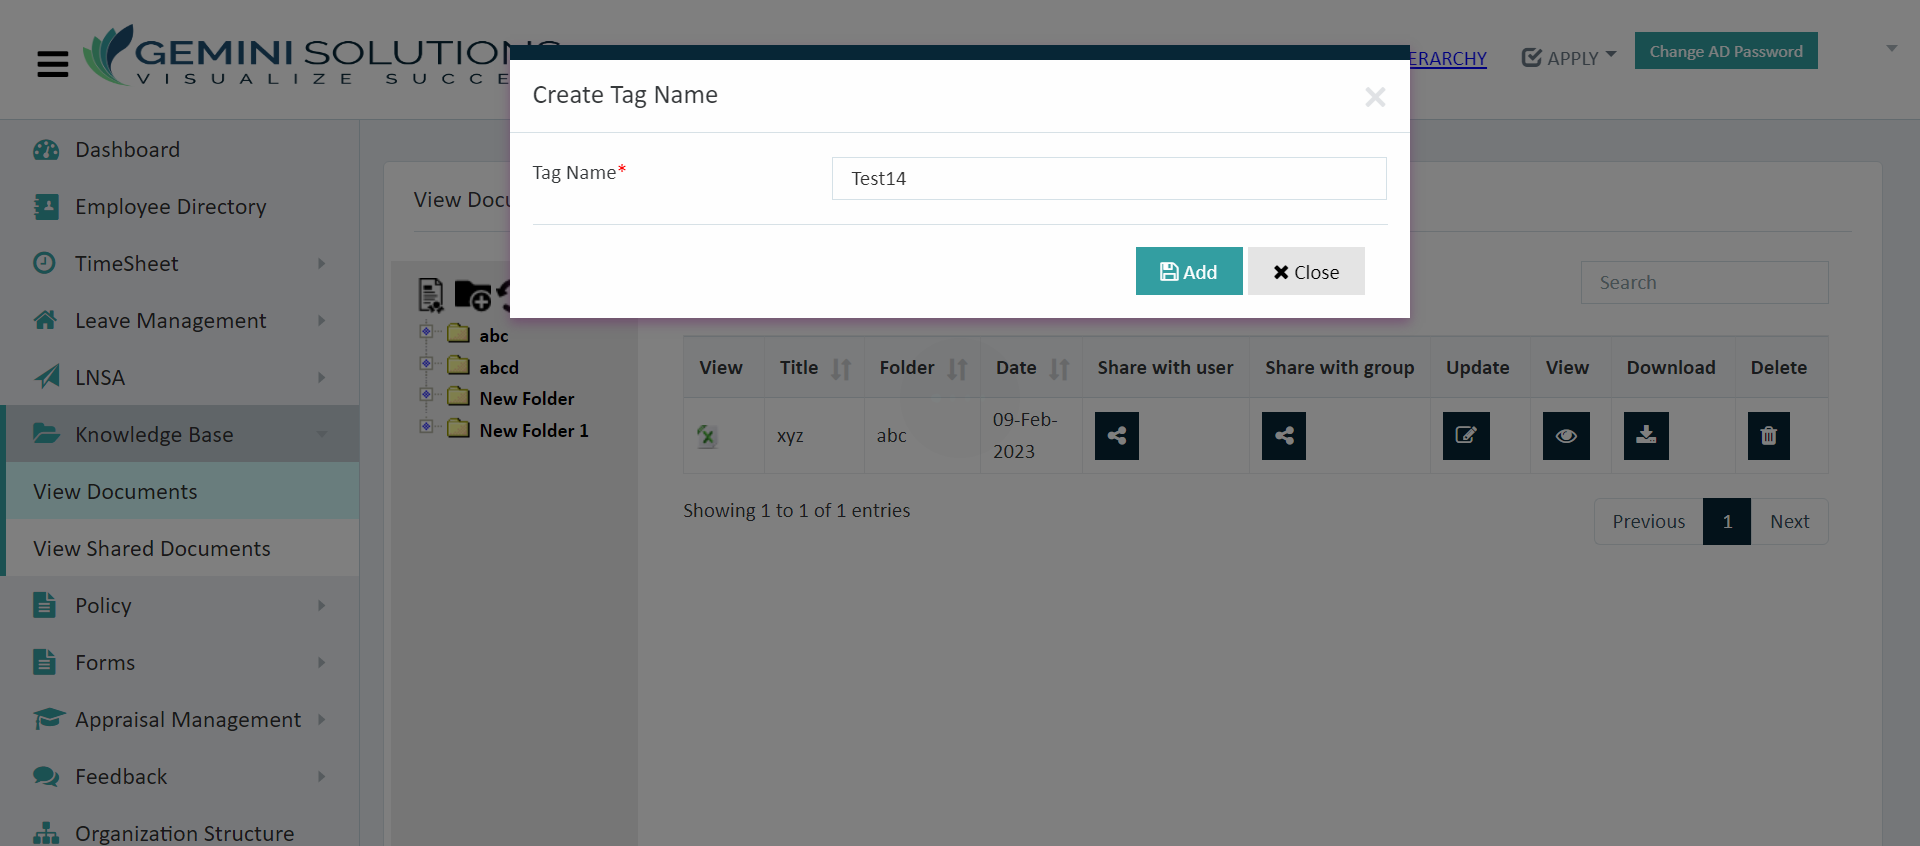 GEMINI SOLUTIONS
VISUALIZE SUCCE
ERARCHY
APPLY
Change AD Password
Create Tag Name
×
Tag Name*
Test14
Add
Close
Dashboard
Employee Directory
TimeSheet
Leave Management
LNSA
Knowledge Base
View Documents
View Shared Documents
Policy
Forms
Appraisal Management
Feedback
Organization Structure
View Docu
abc
abcd
New Folder
New Folder 1
Search
View Title Folder Date Share with user Share with group Update View Download Delete
xyz abc 09-Feb-
2023
Showing 1 to 1 of 1 entries
Previous 1 Next